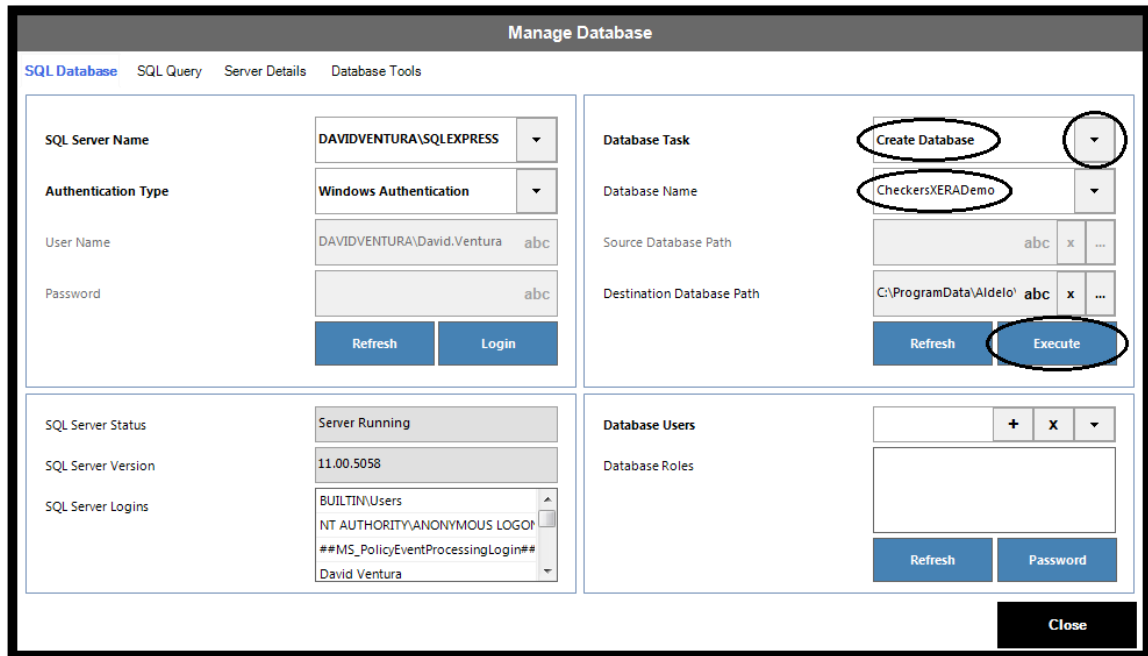 Manage Database
SQL Database SQL Query Server Details Database Tools
SQL Server Name DAVIDVENTURA\SQLEXPRESS
Authentication Type Windows Authentication
User Name DAVIDVENTURA\David.Ventura abc
Password abc
Refresh Login
Database Task Create Database
Database Name CheckersXERADemo
Source Database Path abc x ...
Destination Database Path C:\ProgramData\Aldelo\ abc x ...
Refresh Execute
SQL Server Status Server Running
SQL Server Version 11.00.5058
SQL Server Logins BUILTIN\Users
NT AUTHORITY\ANONYMOUS LOGON
##MS_PolicyEventProcessingLogin##
David Ventura
Database Users + x
Database Roles
Refresh Password
Close